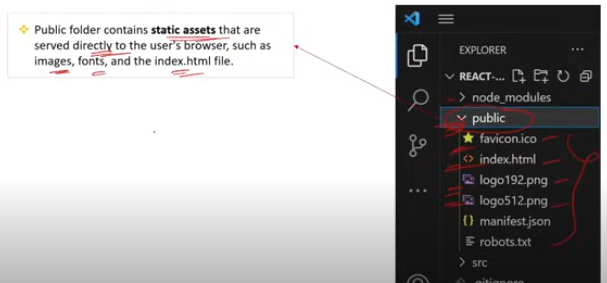 Public folder contains static assets that are
served directly to the user's browser, such as
images, fonts, and the index.html file.
EXPLORER
REACT-...
node_modules
public
favicon.ico
index.html
logo192.png
logo512.png
manifest.json
robots.txt
src
.gitignore